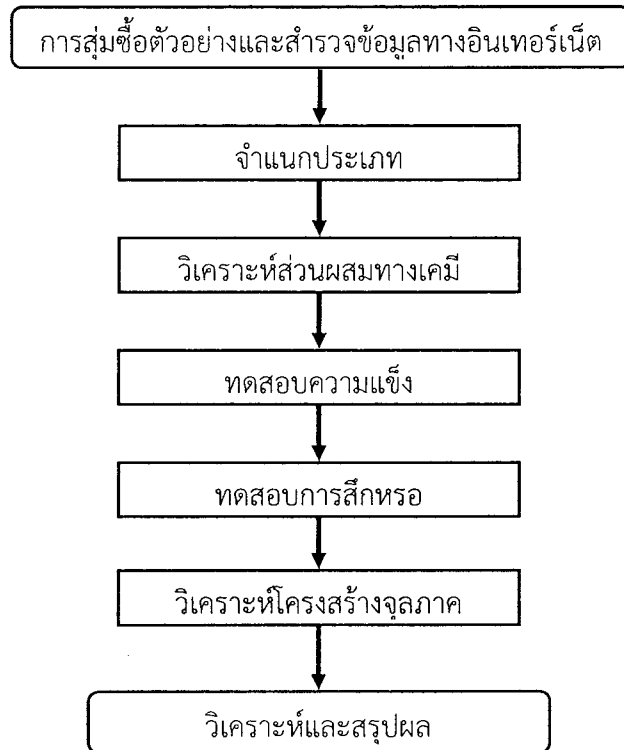 การสุ่มซื้อตัวอย่างและสำรวจข้อมูลทางอินเทอร์เน็ต
จำแนกประเภท
วิเคราะห์ส่วนผสมทางเคมี
ทดสอบความแข็ง
ทดสอบการสึกหรอ
วิเคราะห์โครงสร้างจุลภาค
วิเคราะห์และสรุปผล